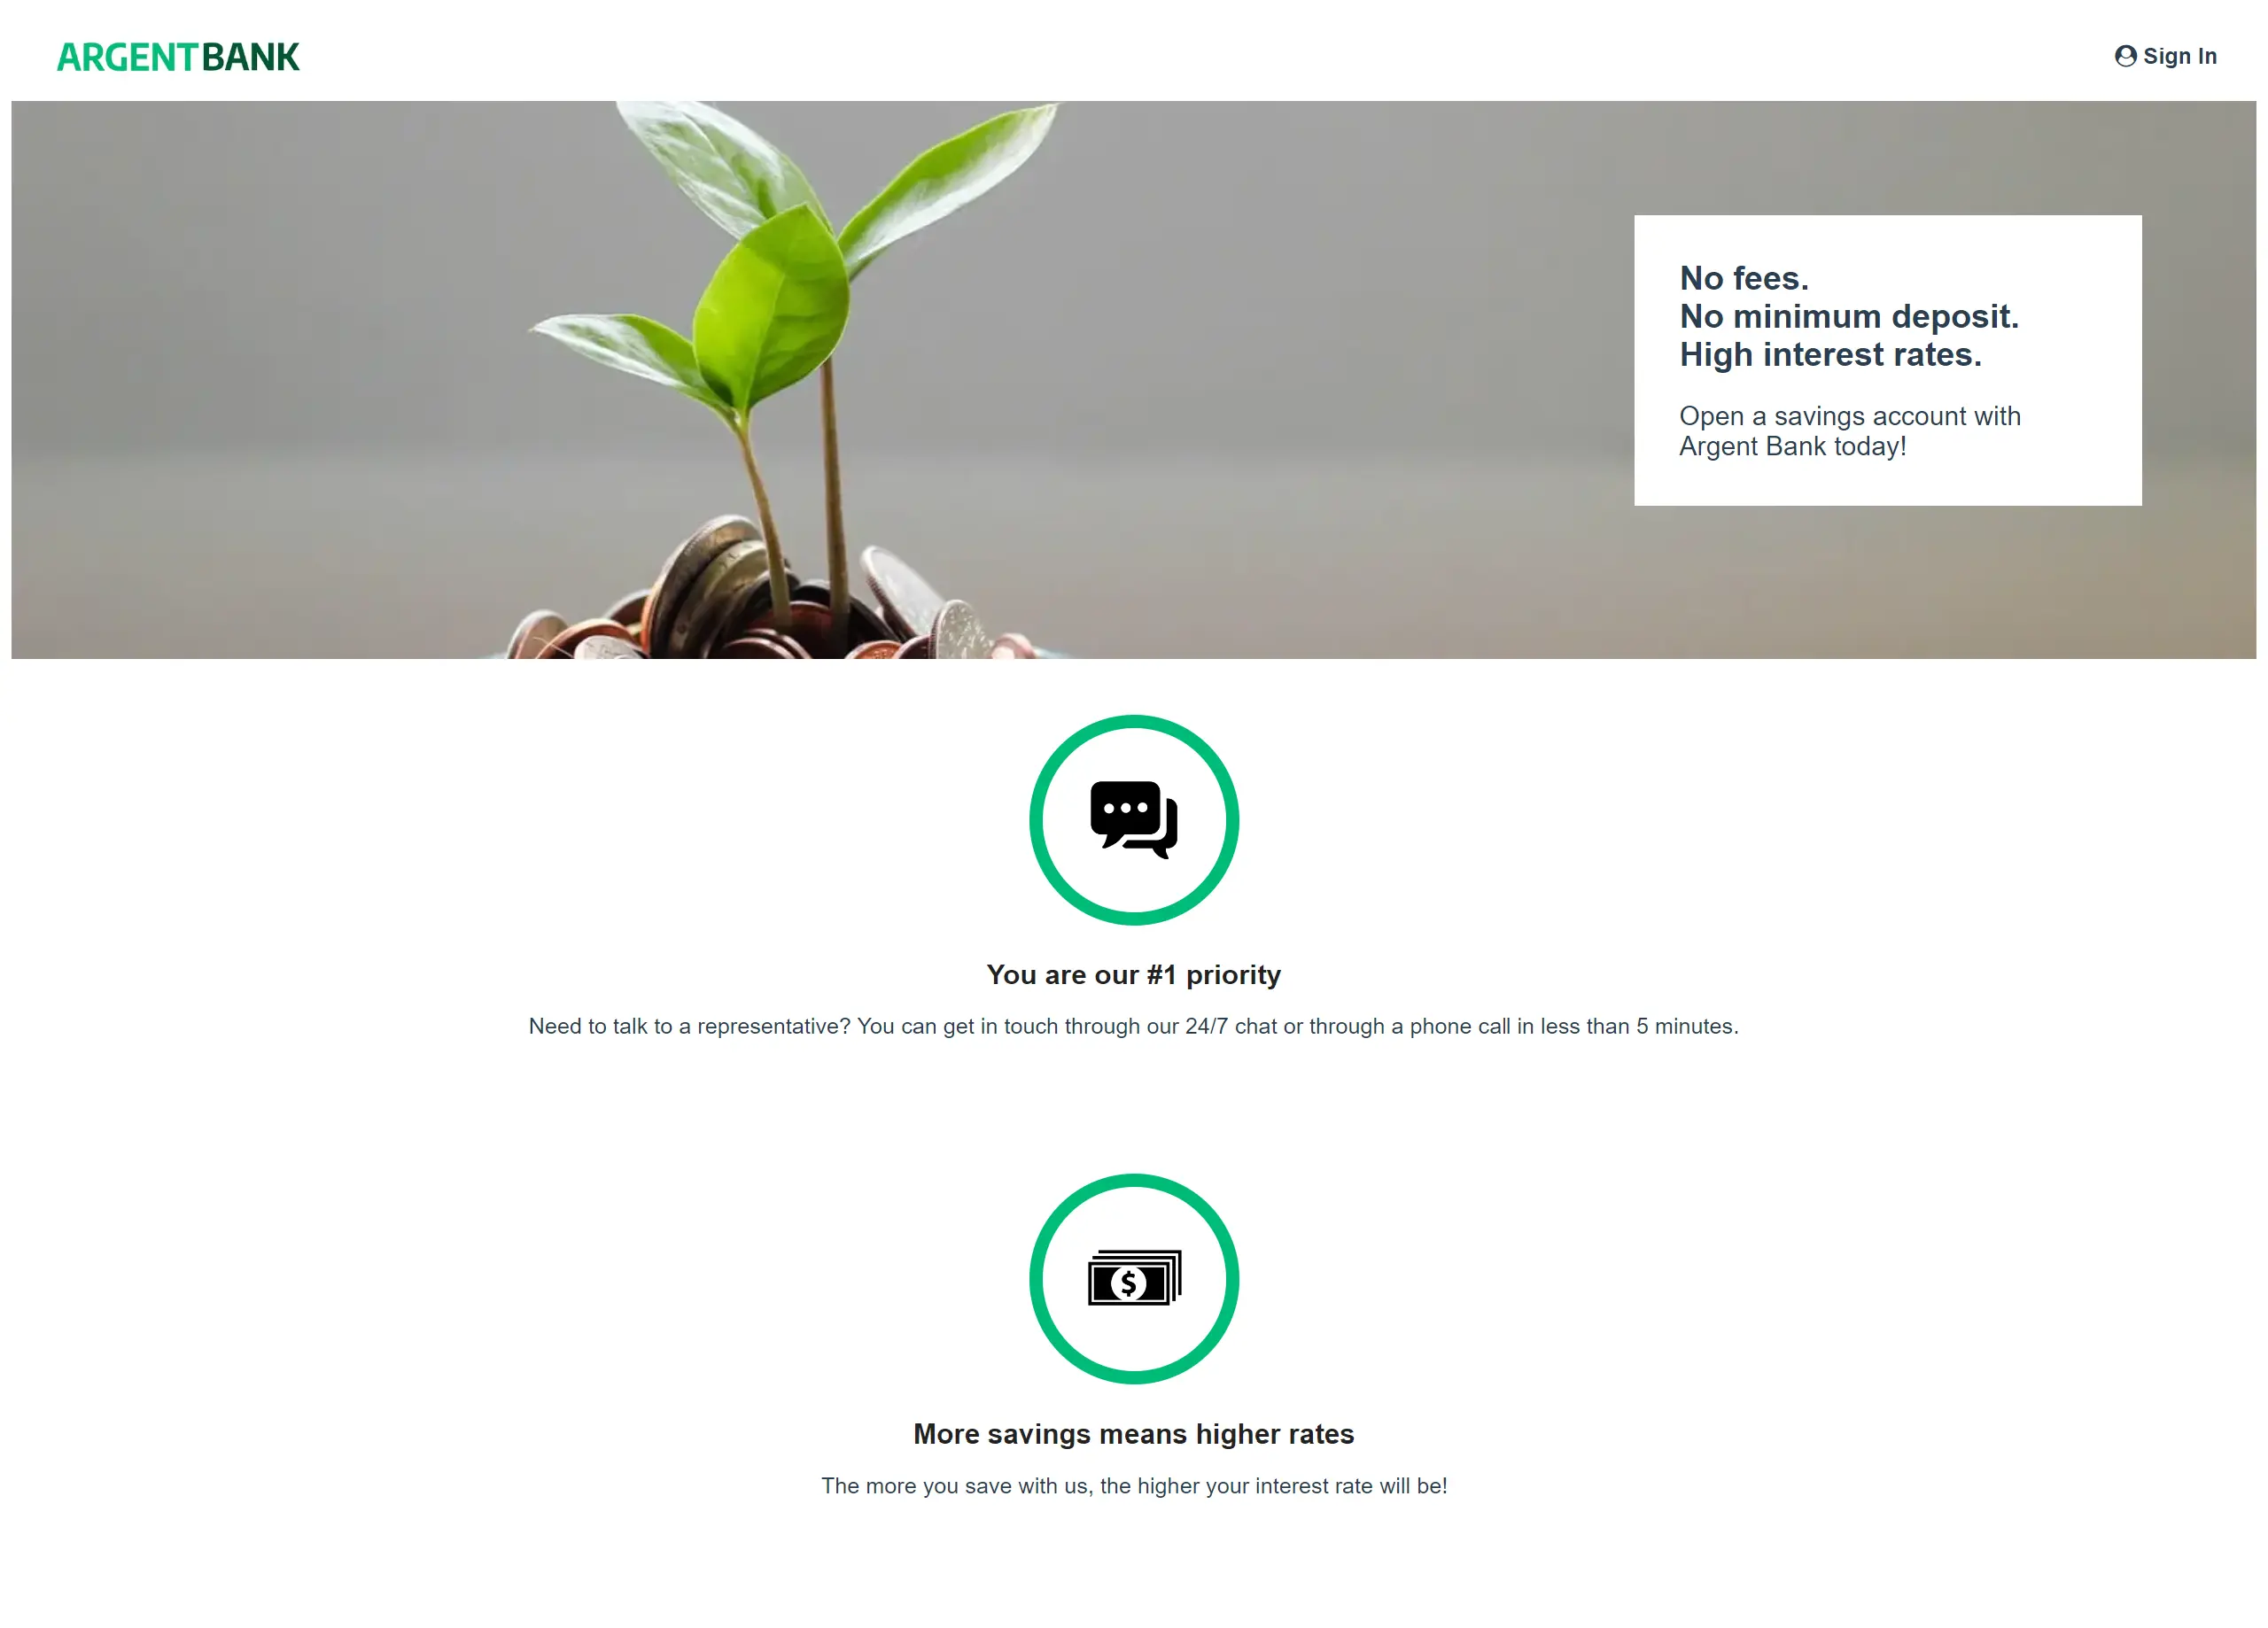 ARGENTBANK
Sign In
No fees.
No minimum deposit.
High interest rates.
Open a savings account with
Argent Bank today!
You are our #1 priority
Need to talk to a representative? You can get in touch through our 24/7 chat or through a phone call in less than 5 minutes.
$
More savings means higher rates
The more you save with us, the higher your interest rate will be!